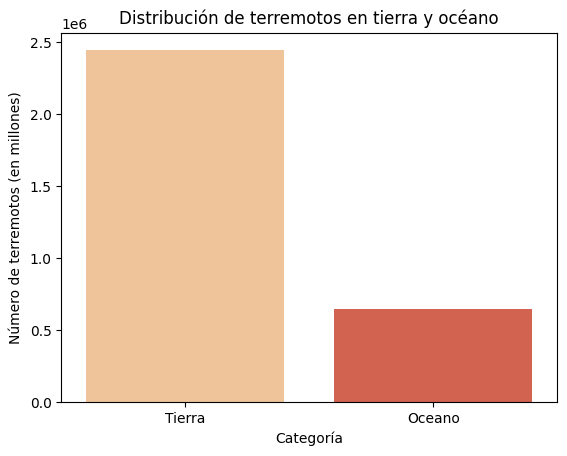 Distribución de terremotos en tierra y océano
1e6
2.5
2.0
1.5
1.0
0.5
0.0
Número de terremotos (en millones)
Tierra
Oceano
Categoría